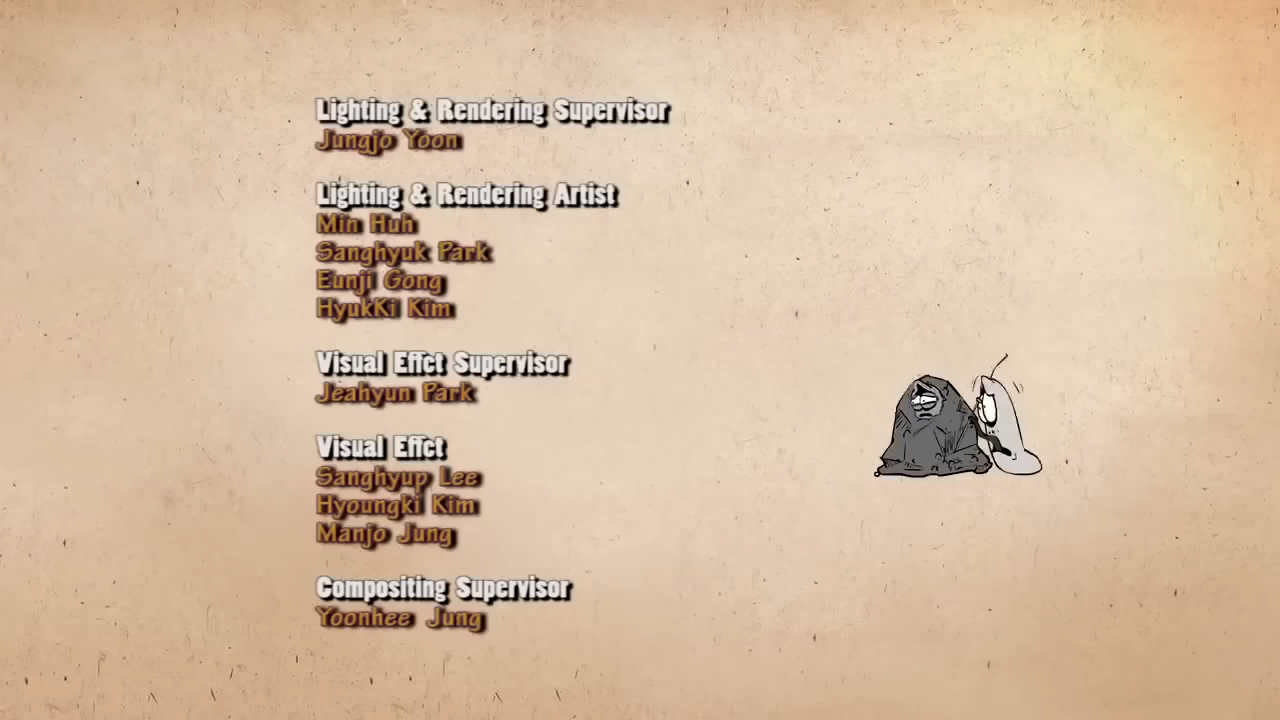 Lighting & Rendering Supervisor
Jungjo Yoon
Lighting & Rendering Artist
Min Huh
Sanghyuk Park
Eunji Gong
HyukKi Kim
Visual Effct Supervisor
Jeahyun Park
Visual Effct
Sanghyup Lee
Hyoungki Kim
Manjo Jung
Compositing Supervisor
Yoonhee Jung